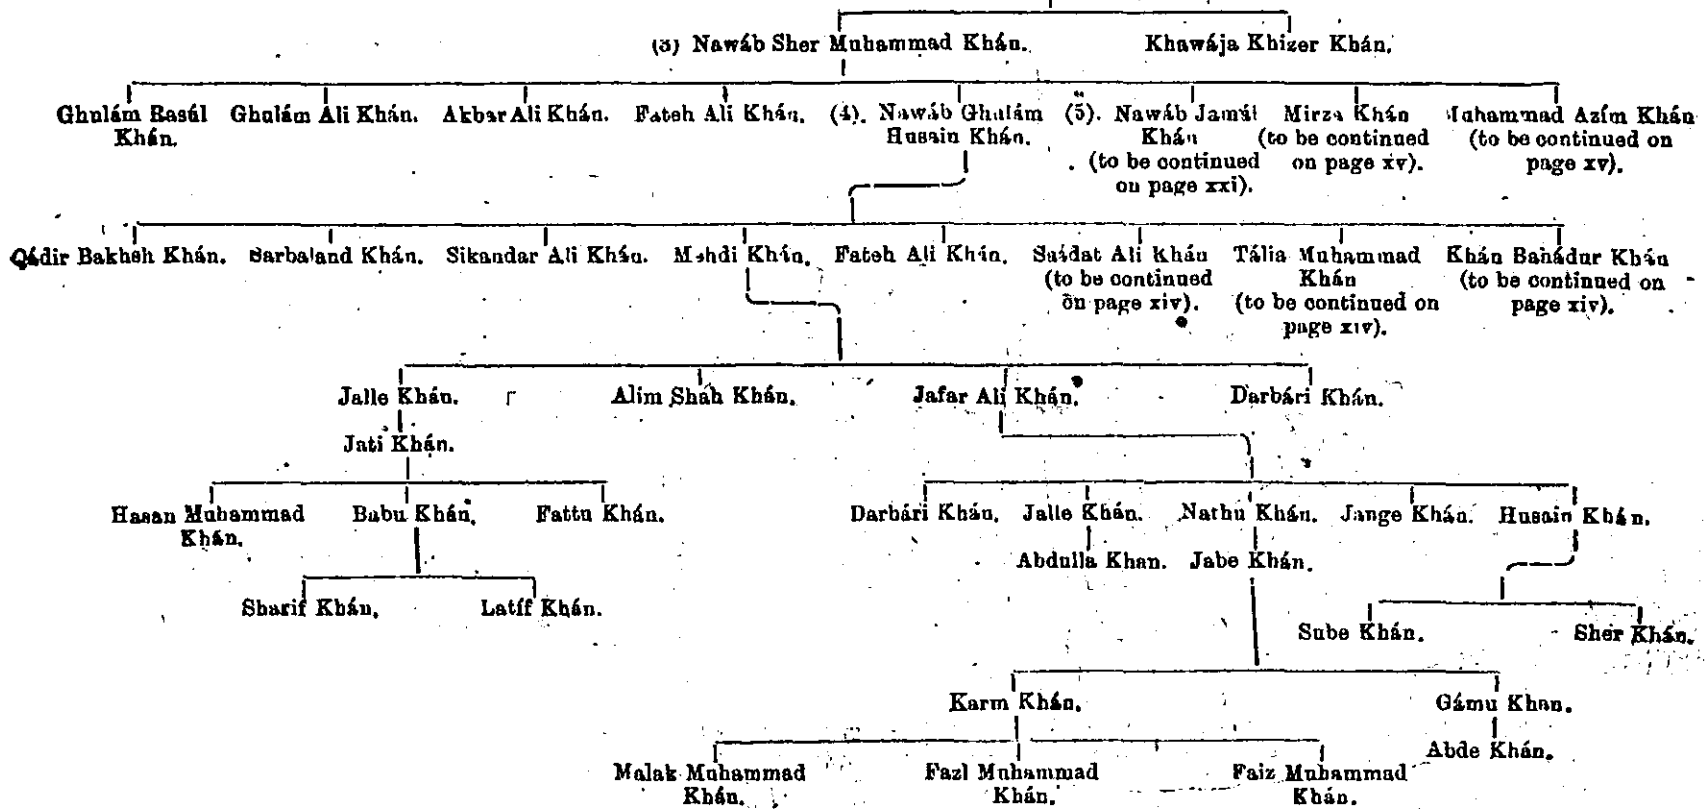 (3) Nawáb Sher Muhammad Khán. Khawája Khizer Khán.
Ghulám Rasúl Khán. Ghulám Ali Khán. Akbar Ali Khán. Fateh Ali Khán. (4). Nawáb Ghulám Husain Khán. (5). Nawáb Jamál Khán (to be continued on page xxi). Mirza Khán (to be continued on page xv). Muhammad Azím Khán (to be continued on page xv).
Qádir Bakhsh Khán. Sarbaland Khán. Sikandar Ali Khán. Mehdi Khán. Fateh Ali Khán. Saádat Ali Khán (to be continued on page xiv). Tália Muhammad Khán (to be continued on page xiv). Khán Bahádur Khán (to be continued on page xiv).
Jalle Khán. Alim Shah Khán. Jafar Ali Khán. Darbári Khán.
Jati Khán.
Hasan Muhammad Khán. Babu Khán. Fattu Khán. Darbári Khán. Jalle Khán. Nathu Khán. Jange Khán. Husain Khán.
Abdulla Khan. Jabe Khán.
Sharif Khán. Latíf Khán.
Sube Khán. Sher Khán.
Karm Khán. Gámu Khan.
Abde Khán.
Malak Muhammad Khán. Fazl Muhammad Khán. Faiz Muhammad Khán.